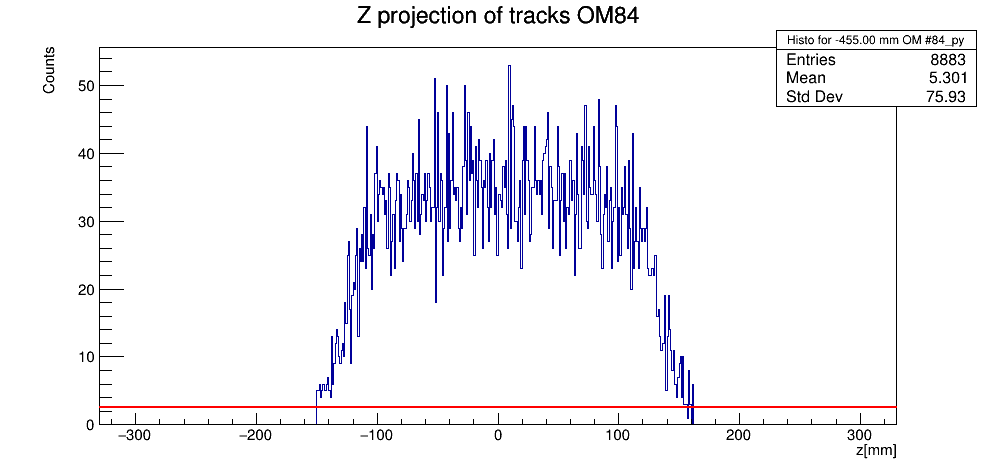 Z projection of tracks OM84
Histo for -455.00 mm OM #84_py
Entries 8883
Mean 5.301
Std Dev 75.93
Counts
50
40
30
20
10
0
−300 −200 −100 0 100 200 300
z[mm]